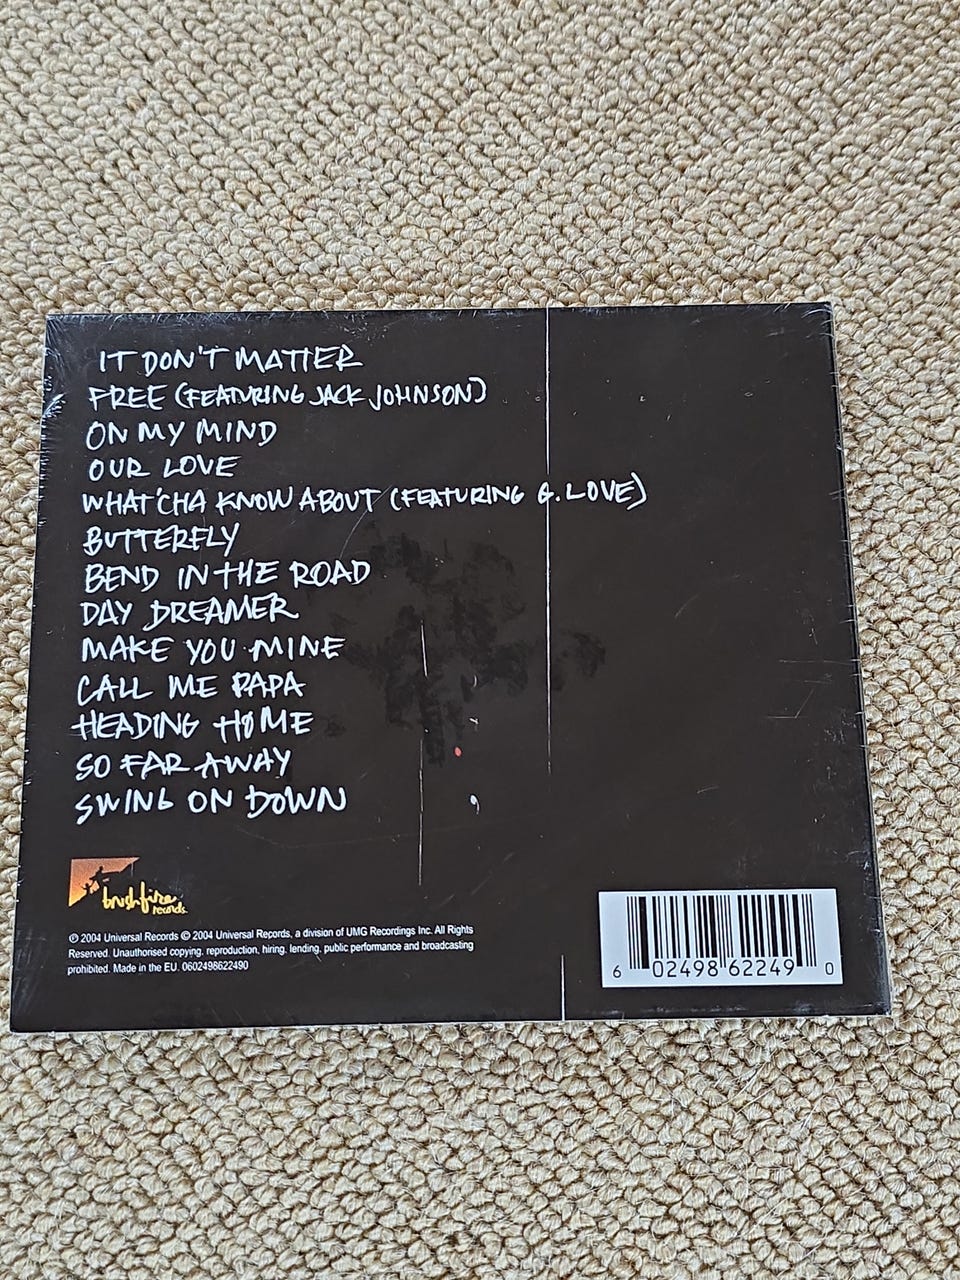 IT DON'T MATTER
FREE (FEATURING JACK JOHNSON)
ON MY MIND
OUR LOVE
WHAT'CHA KNOW ABOUT (FEATURING G. LOVE)
BUTTERFLY
BEND IN THE ROAD
DAY DREAMER
MAKE YOU MINE
CALL ME PAPA
HEADING HOME
SO FAR AWAY
SWING ON DOWN
brushfire
records.
℗ 2004 Universal Records © 2004 Universal Records, a division of UMG Recordings Inc. All Rights
Reserved. Unauthorised copying, reproduction, hiring, lending, public performance and broadcasting
prohibited. Made in the EU. 0602498622490
6 02498 62249 0